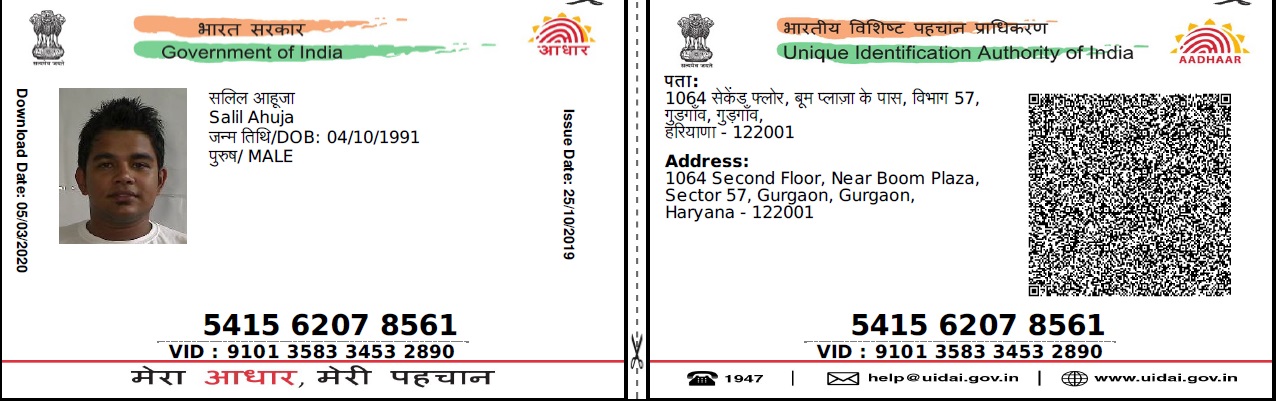 भारत सरकार
Government of India
सत्यमेव जयते
आधार
Download Date: 05/03/2020
सलिल आहूजा
Salil Ahuja
जन्म तिथि/DOB: 04/10/1991
पुरुष/ MALE
Issue Date: 25/10/2019
5415 6207 8561
VID : 9101 3583 3453 2890
मेरा आधार, मेरी पहचान
भारतीय विशिष्ट पहचान प्राधिकरण
Unique Identification Authority of India
सत्यमेव जयते
AADHAAR
पता:
1064 सेकेंड फ्लोर, बूम प्लाज़ा के पास, विभाग 57,
गुडगाँव, गुड़गाँव,
हरियाणा - 122001
Address:
1064 Second Floor, Near Boom Plaza,
Sector 57, Gurgaon, Gurgaon,
Haryana - 122001
5415 6207 8561
VID : 9101 3583 3453 2890
1947 | help@uidai.gov.in | www.uidai.gov.in